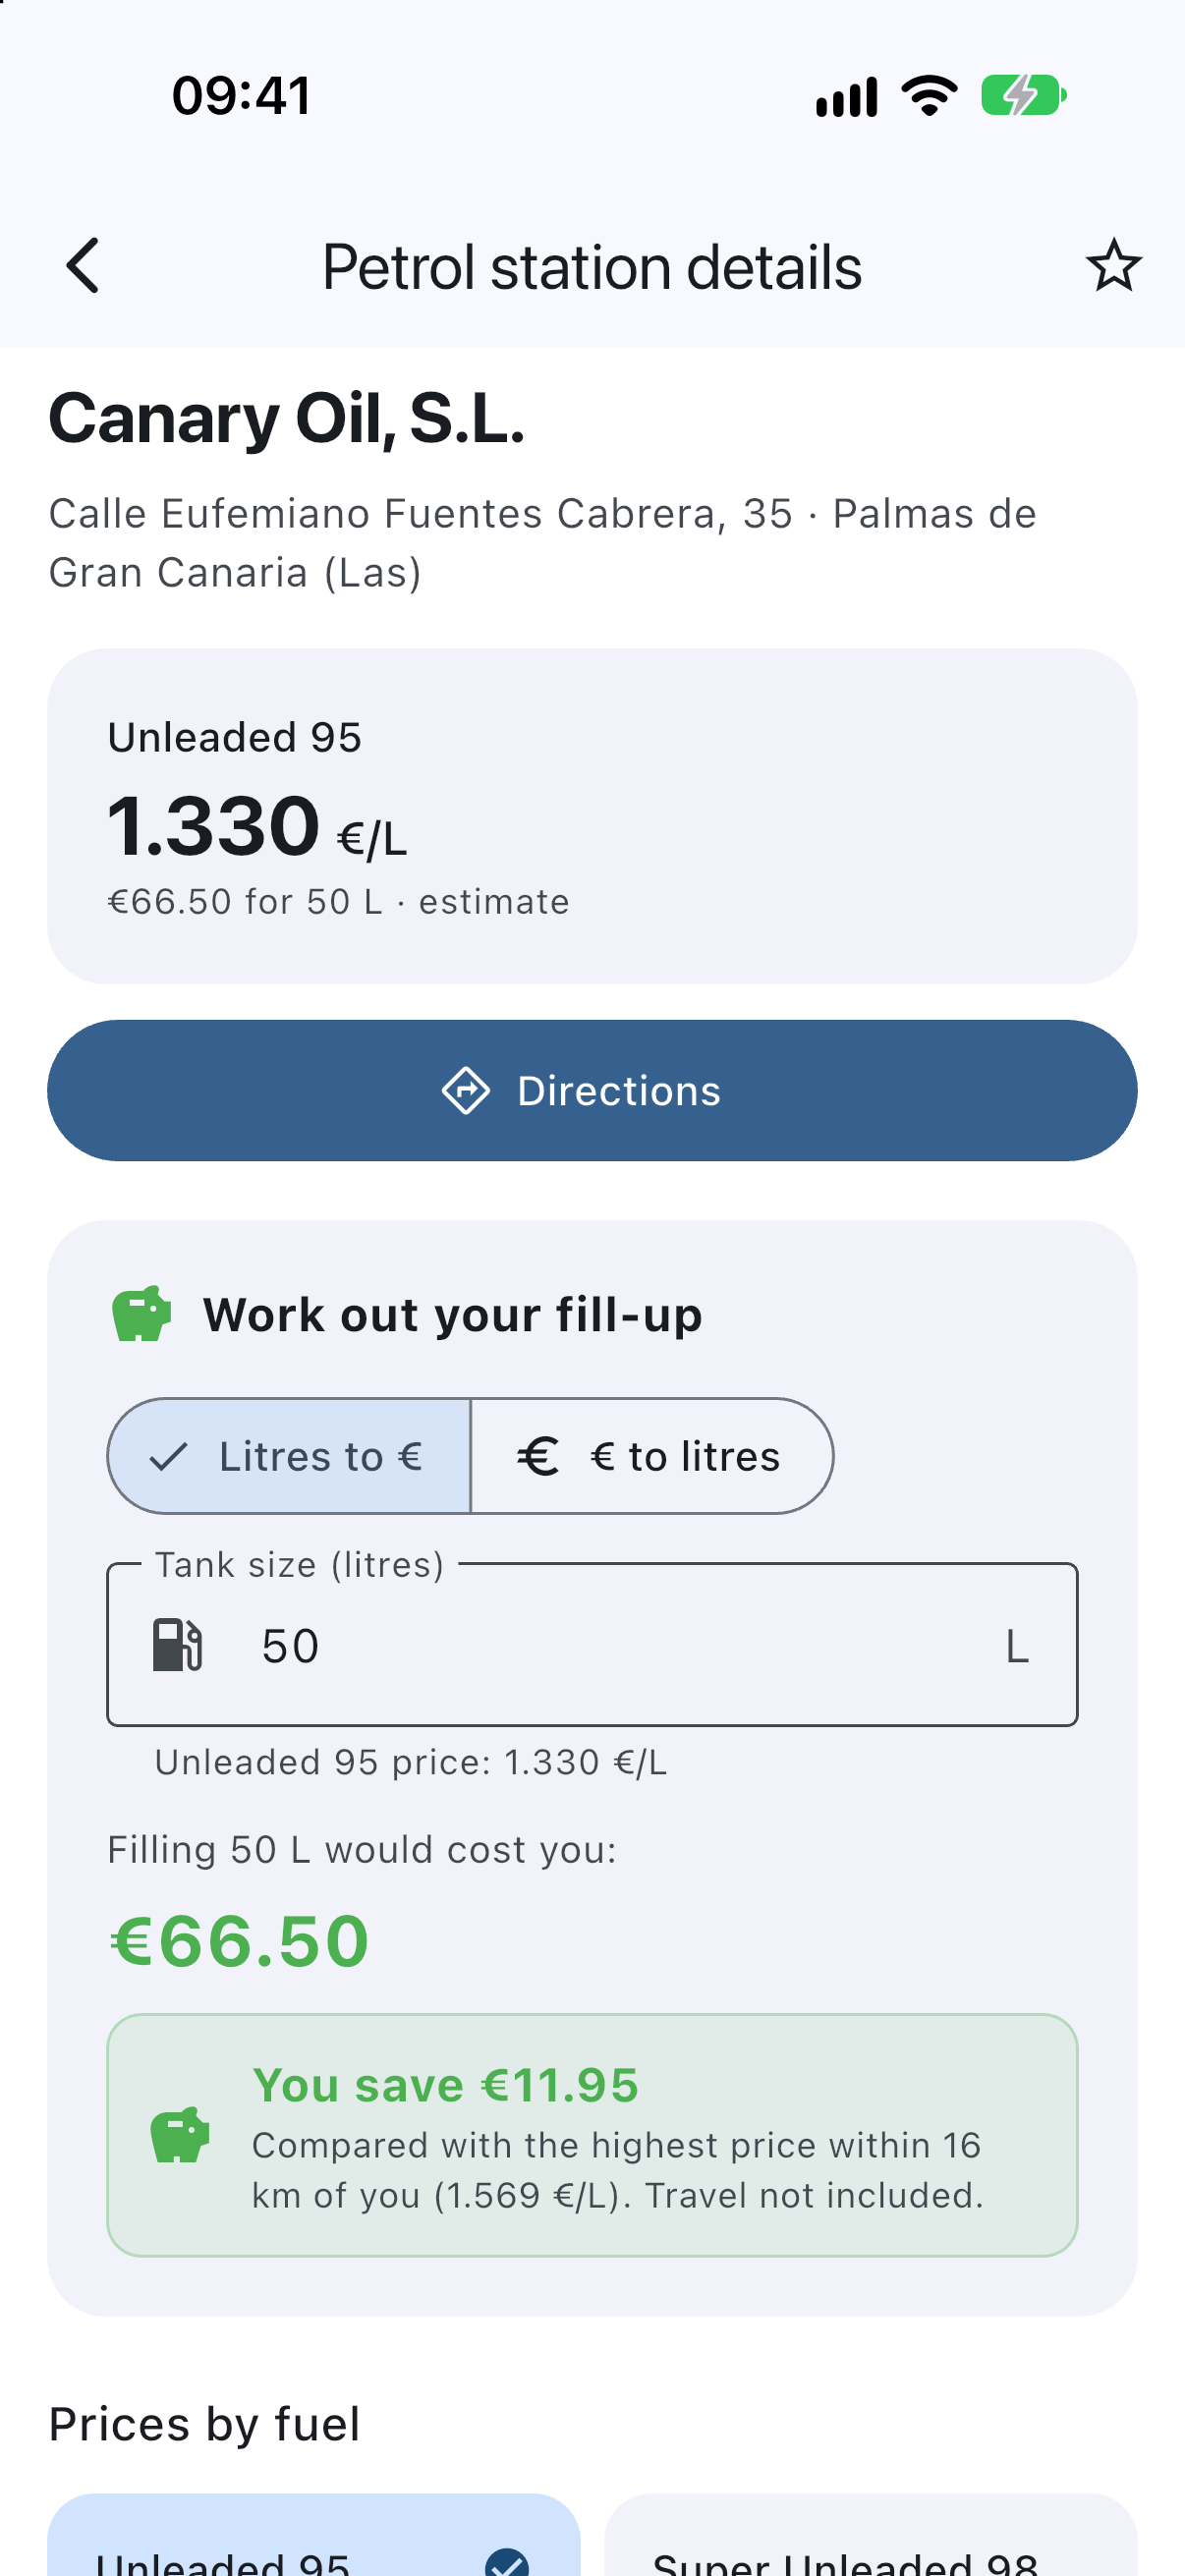 09:41
Petrol station details
Canary Oil, S.L.
Calle Eufemiano Fuentes Cabrera, 35 · Palmas de
Gran Canaria (Las)
Unleaded 95
1.330 €/L
€66.50 for 50 L · estimate
Directions
Work out your fill-up
Litres to €
€ € to litres
Tank size (litres)
50 L
Unleaded 95 price: 1.330 €/L
Filling 50 L would cost you:
€66.50
You save €11.95
Compared with the highest price within 16
km of you (1.569 €/L). Travel not included.
Prices by fuel
Unleaded 95
Super Unleaded 98